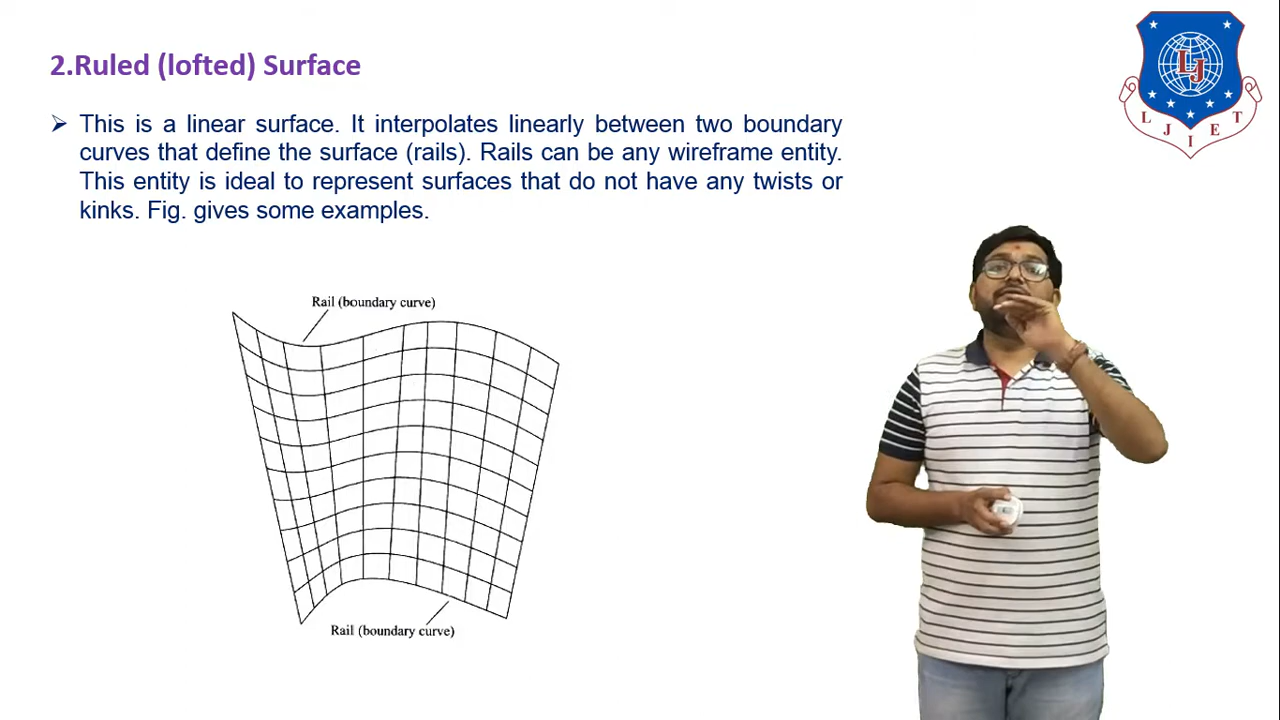 2.Ruled (lofted) Surface
➢ This is a linear surface. It interpolates linearly between two boundary
curves that define the surface (rails). Rails can be any wireframe entity.
This entity is ideal to represent surfaces that do not have any twists or
kinks. Fig. gives some examples.
Rail (boundary curve)
Rail (boundary curve)
LJ
L J I E T